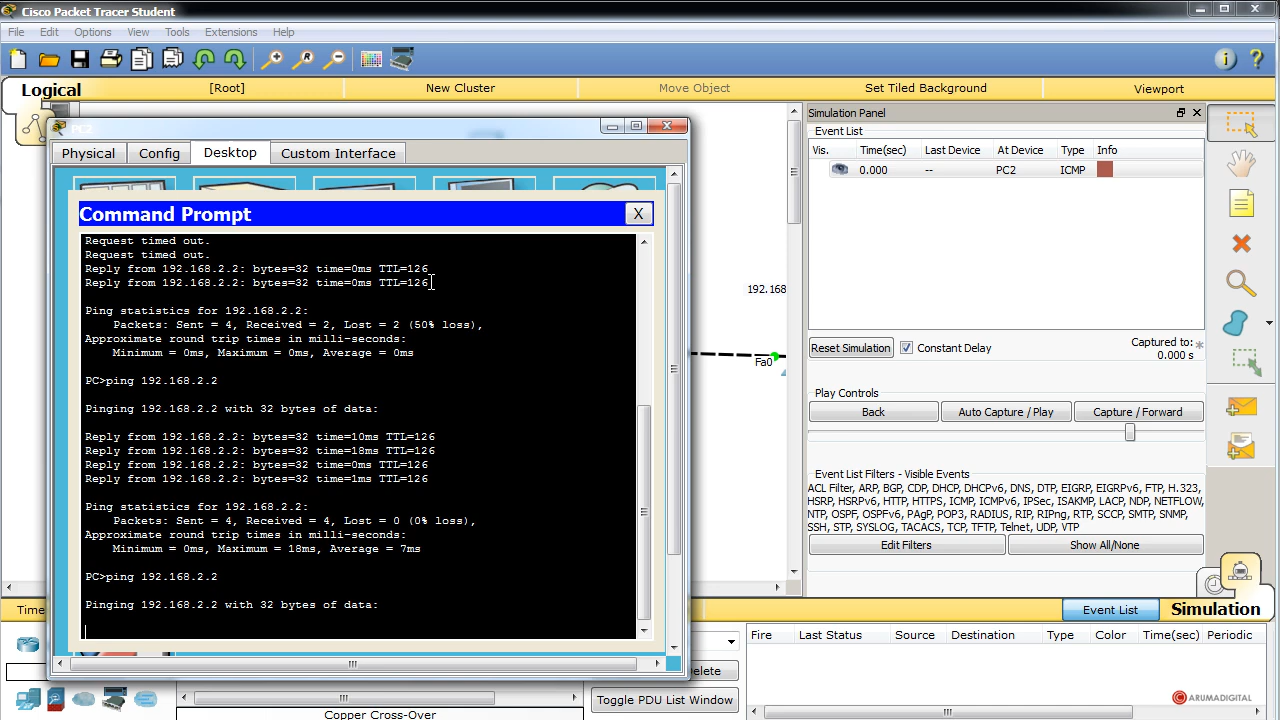 Cisco Packet Tracer Student
File Edit Options View Tools Extensions Help
Logical [Root] New Cluster Move Object Set Tiled Background Viewport
PC2
Physical Config Desktop Custom Interface
Command Prompt X
Request timed out.
Request timed out.
Reply from 192.168.2.2: bytes=32 time=0ms TTL=126
Reply from 192.168.2.2: bytes=32 time=0ms TTL=126
Ping statistics for 192.168.2.2:
Packets: Sent = 4, Received = 2, Lost = 2 (50% loss),
Approximate round trip times in milli-seconds:
Minimum = 0ms, Maximum = 0ms, Average = 0ms
PC>ping 192.168.2.2
Pinging 192.168.2.2 with 32 bytes of data:
Reply from 192.168.2.2: bytes=32 time=10ms TTL=126
Reply from 192.168.2.2: bytes=32 time=18ms TTL=126
Reply from 192.168.2.2: bytes=32 time=0ms TTL=126
Reply from 192.168.2.2: bytes=32 time=1ms TTL=126
Ping statistics for 192.168.2.2:
Packets: Sent = 4, Received = 4, Lost = 0 (0% loss),
Approximate round trip times in milli-seconds:
Minimum = 0ms, Maximum = 18ms, Average = 7ms
PC>ping 192.168.2.2
Pinging 192.168.2.2 with 32 bytes of data:
192.168
Fa0
Simulation Panel
Event List
Vis. Time(sec) Last Device At Device Type Info
0.000 -- PC2 ICMP
Reset Simulation Constant Delay Captured to: *
0.000 s
Play Controls
Back Auto Capture / Play Capture / Forward
Event List Filters - Visible Events
ACL Filter, ARP, BGP, CDP, DHCP, DHCPv6, DNS, DTP, EIGRP, EIGRPv6, FTP, H.323,
HSRP, HSRPv6, HTTP, HTTPS, ICMP, ICMPv6, IPSec, ISAKMP, LACP, NDP, NETFLOW,
NTP, OSPF, OSPFv6, PAgP, POP3, RADIUS, RIP, RIPng, RTP, SCCP, SMTP, SNMP,
SSH, STP, SYSLOG, TACACS, TCP, TFTP, Telnet, UDP, VTP
Edit Filters Show All/None
Time Event List Simulation
Fire Last Status Source Destination Type Color Time(sec) Periodic
elete
Toggle PDU List Window
Copper Cross-Over
ARUMADIGITAL